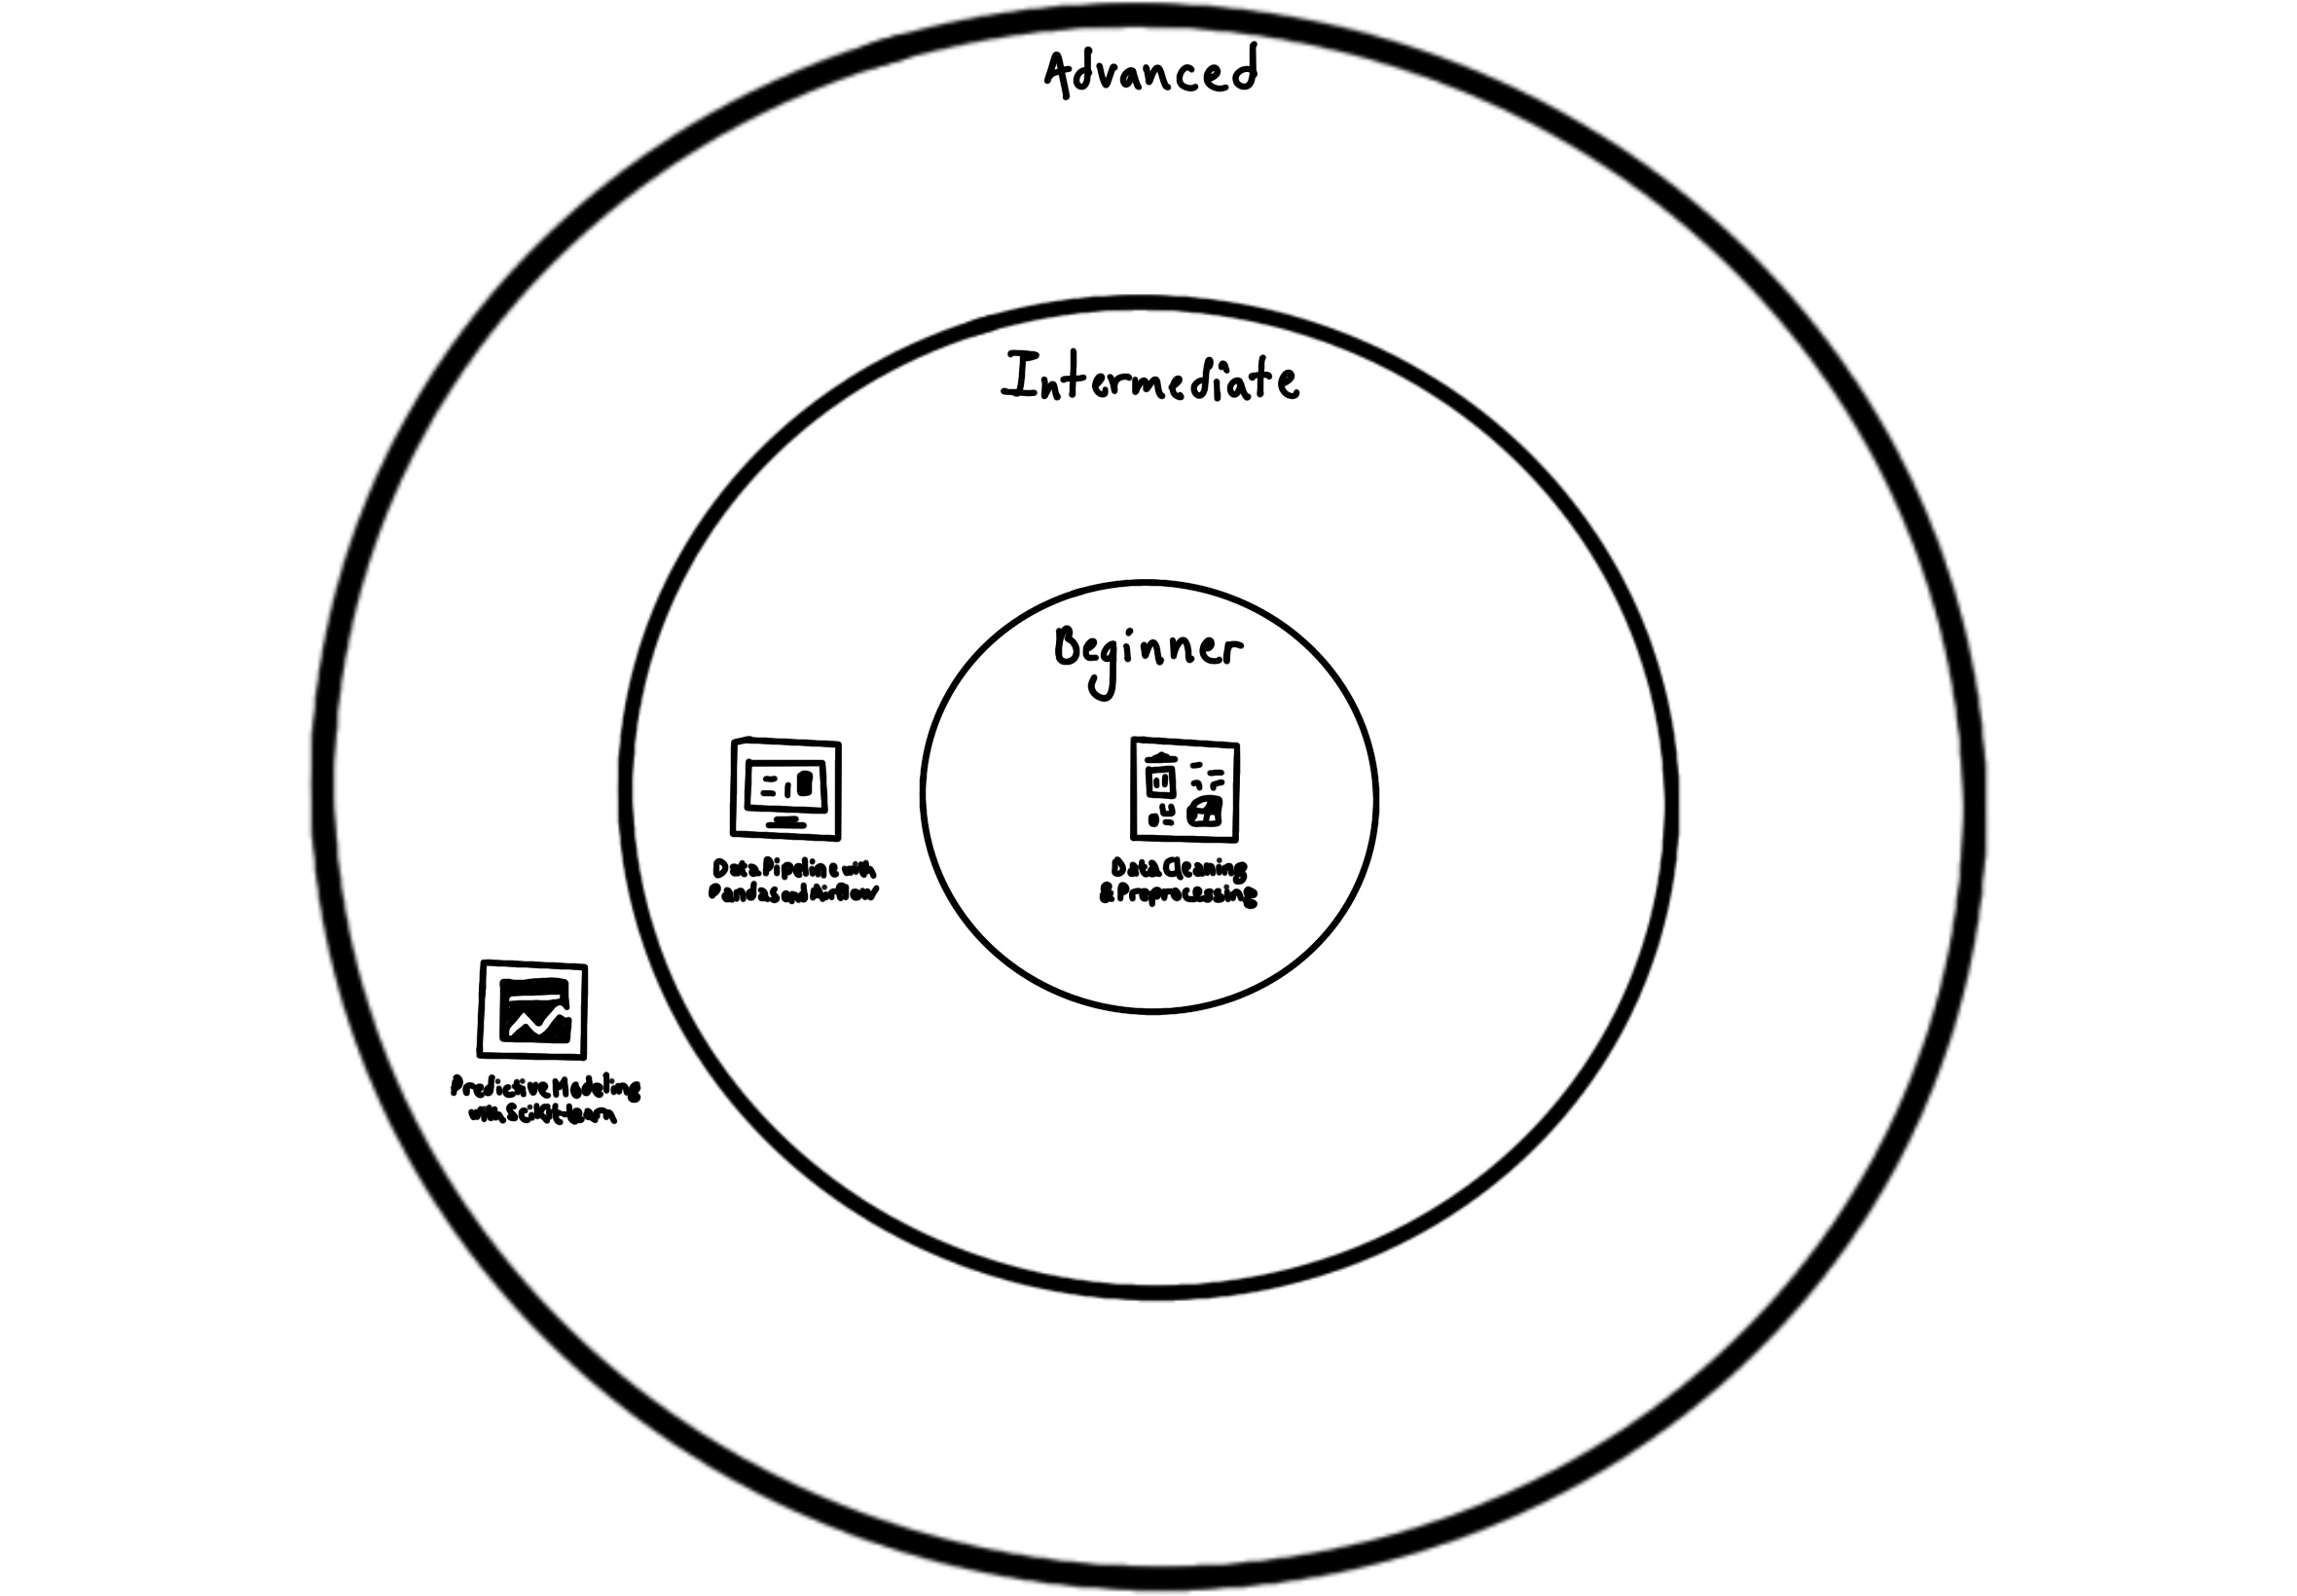 Advanced
Intermediate
Beginner
Data Pipeline with
Pandas and Airflow
Data Cleaning
& Preprocessing
Predictive Modeling
with Scikit-learn